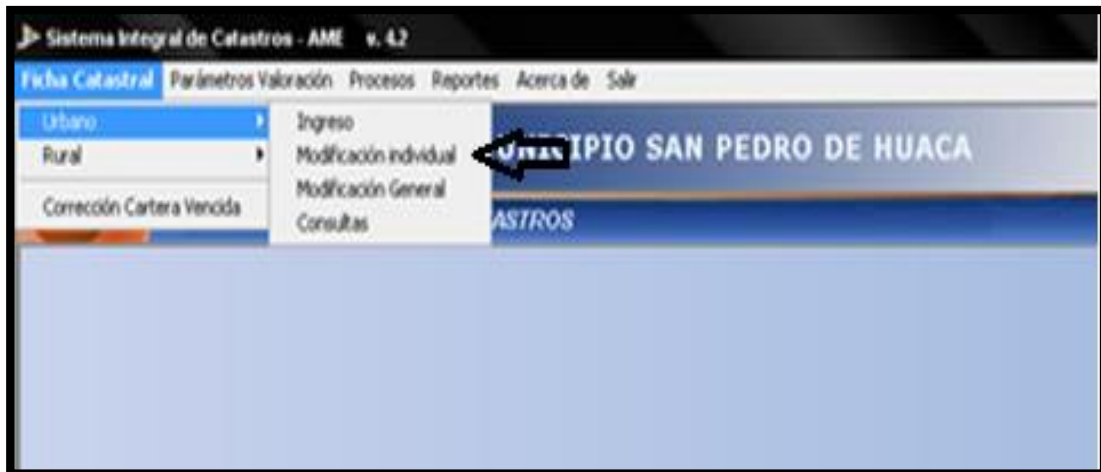 Sistema Integral de Catastros - AME v. 4.2
Ficha Catastral Parámetros Valoración Procesos Reportes Acerca de Salir
Urbano
Rural
Corrección Cartera Vencida
Ingreso
Modificación individual
Modificación General
Consultas
UNICIPIO SAN PEDRO DE HUACA
ASTROS